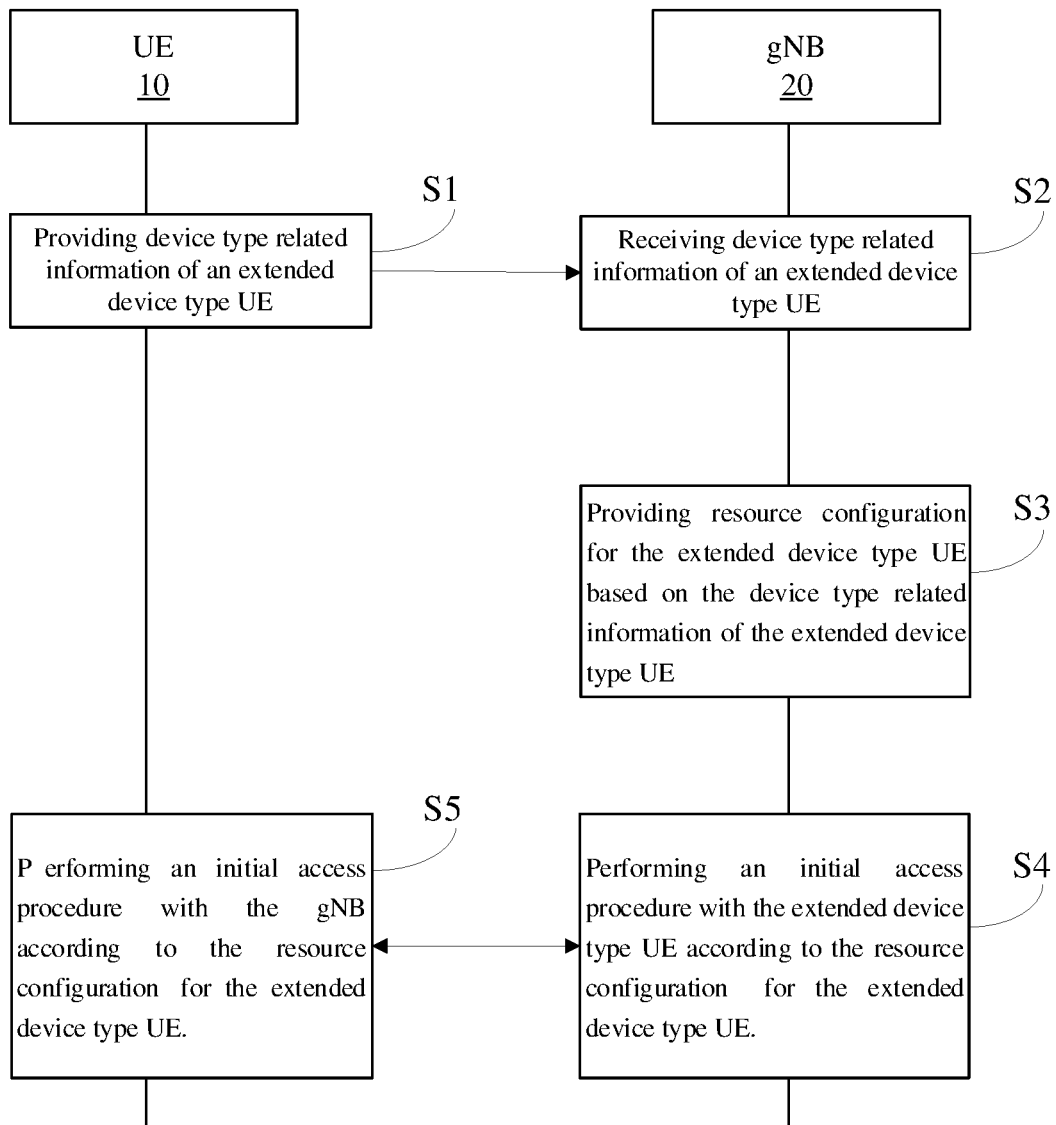 UE
10
gNB
20
S1
S2
Providing device type related
information of an extended
device type UE
Receiving device type related
information of an extended device
type UE
S3
Providing resource configuration
for the extended device type UE
based on the device type related
information of the extended device
type UE
S5
S4
P erforming an initial access
procedure with the gNB
according to the resource
configuration for the extended
device type UE.
Performing an initial access
procedure with the extended device
type UE according to the resource
configuration for the extended
device type UE.